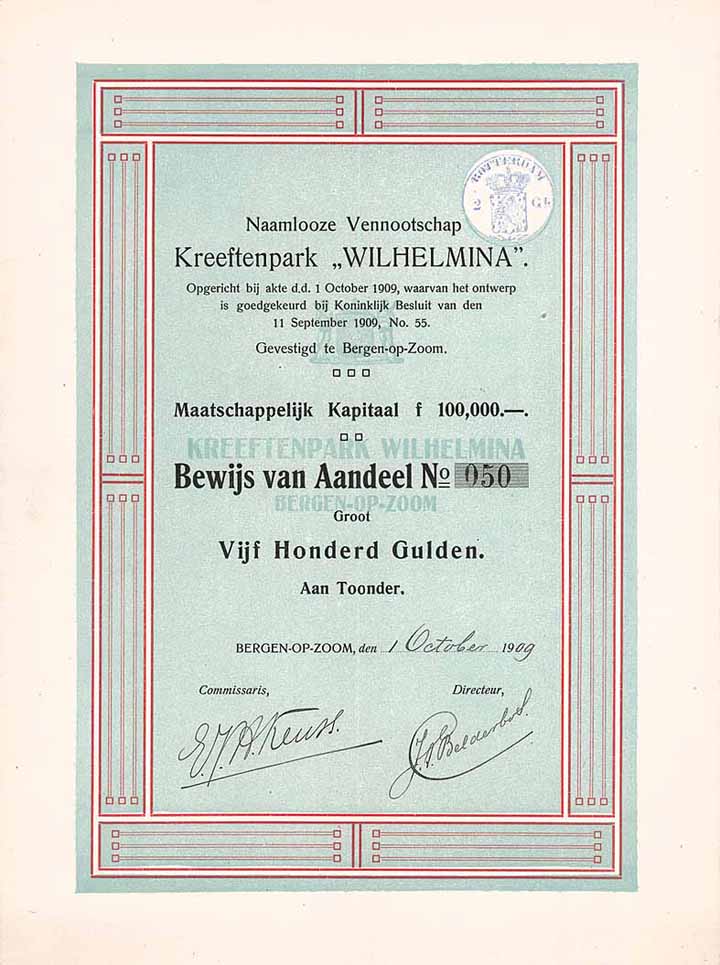 ROTTERDAM
2 Gl.
Naamlooze Vennootschap
Kreeftenpark „WILHELMINA".
Opgericht bij akte d.d. 1 October 1909, waarvan het ontwerp
is goedgekeurd bij Koninklijk Besluit van den
11 September 1909, No. 55.
Gevestigd te Bergen-op-Zoom.
Maatschappelijk Kapitaal f 100,000.—.
KREEFTENPARK WILHELMINA
Bewijs van Aandeel No 050
BERGEN-OP-ZOOM
Groot
Vijf Honderd Gulden.
Aan Toonder.
BERGEN-OP-ZOOM, den 1 October 1909
Commissaris, Directeur,